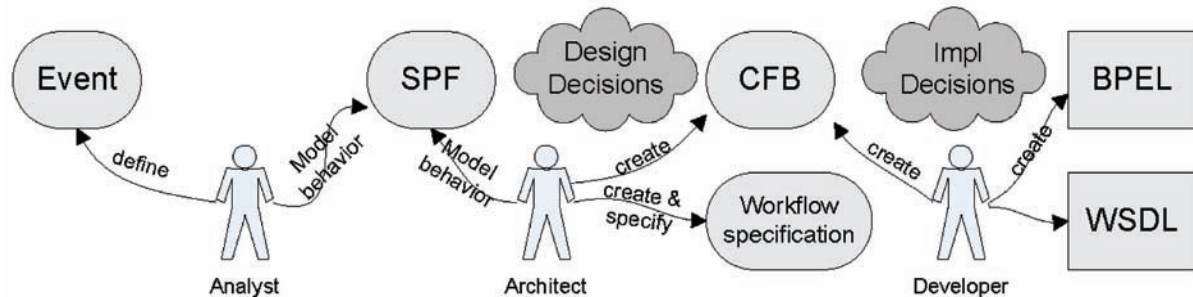 Event
define
Model
behavior
Analyst
SPF
Model
behavior
Design
Decisions
create
create &
specify
Architect
CFB
Workflow
specification
Impl
Decisions
create
create
Developer
BPEL
WSDL